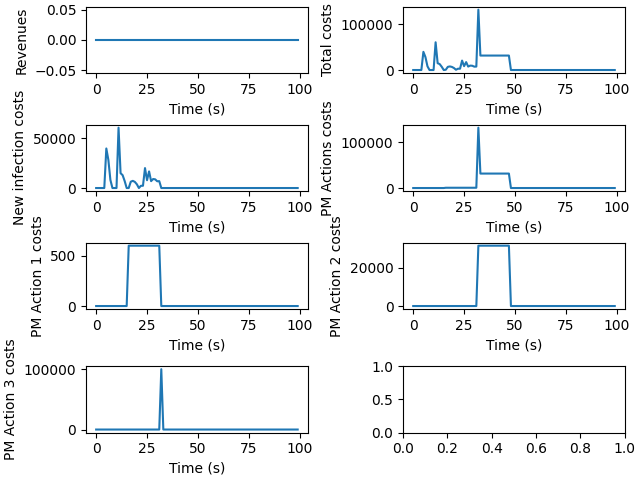 Revenues
0.05
0.00
−0.05
0 25 50 75 100
Time (s)
Total costs
100000
0
0 25 50 75 100
Time (s)
New infection costs
50000
0
0 25 50 75 100
Time (s)
PM Actions costs
100000
0
0 25 50 75 100
Time (s)
PM Action 1 costs
500
0
0 25 50 75 100
Time (s)
PM Action 2 costs
20000
0
0 25 50 75 100
Time (s)
PM Action 3 costs
100000
0
0 25 50 75 100
Time (s)
1.0
0.5
0.0
0.0 0.2 0.4 0.6 0.8 1.0